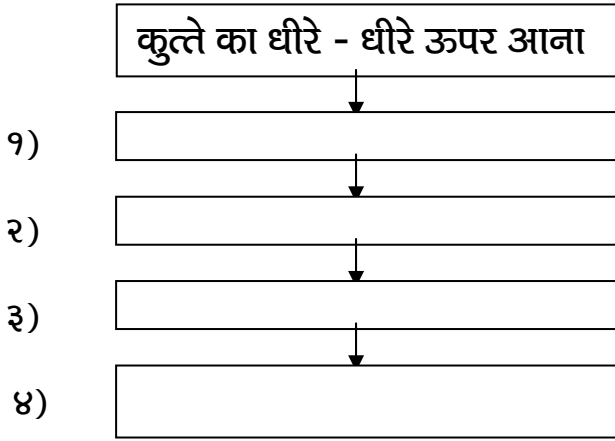 कुत्ते का धीरे - धीरे ऊपर आना
१)
२)
३)
४)